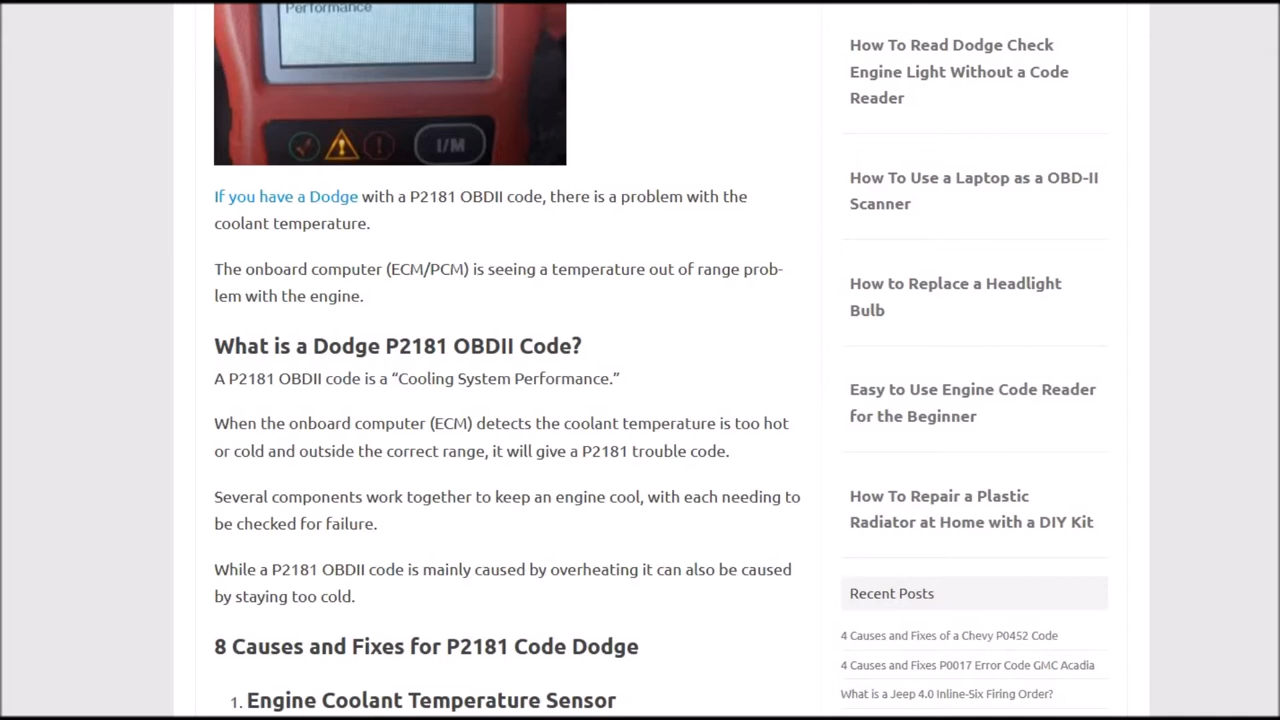 Performance
I/M
If you have a Dodge with a P2181 OBDII code, there is a problem with the
coolant temperature.
The onboard computer (ECM/PCM) is seeing a temperature out of range prob-
lem with the engine.
What is a Dodge P2181 OBDII Code?
A P2181 OBDII code is a “Cooling System Performance.”
When the onboard computer (ECM) detects the coolant temperature is too hot
or cold and outside the correct range, it will give a P2181 trouble code.
Several components work together to keep an engine cool, with each needing to
be checked for failure.
While a P2181 OBDII code is mainly caused by overheating it can also be caused
by staying too cold.
8 Causes and Fixes for P2181 Code Dodge
1. Engine Coolant Temperature Sensor
How To Read Dodge Check
Engine Light Without a Code
Reader
How To Use a Laptop as a OBD-II
Scanner
How to Replace a Headlight
Bulb
Easy to Use Engine Code Reader
for the Beginner
How To Repair a Plastic
Radiator at Home with a DIY Kit
Recent Posts
4 Causes and Fixes of a Chevy P0452 Code
4 Causes and Fixes P0017 Error Code GMC Acadia
What is a Jeep 4.0 Inline-Six Firing Order?